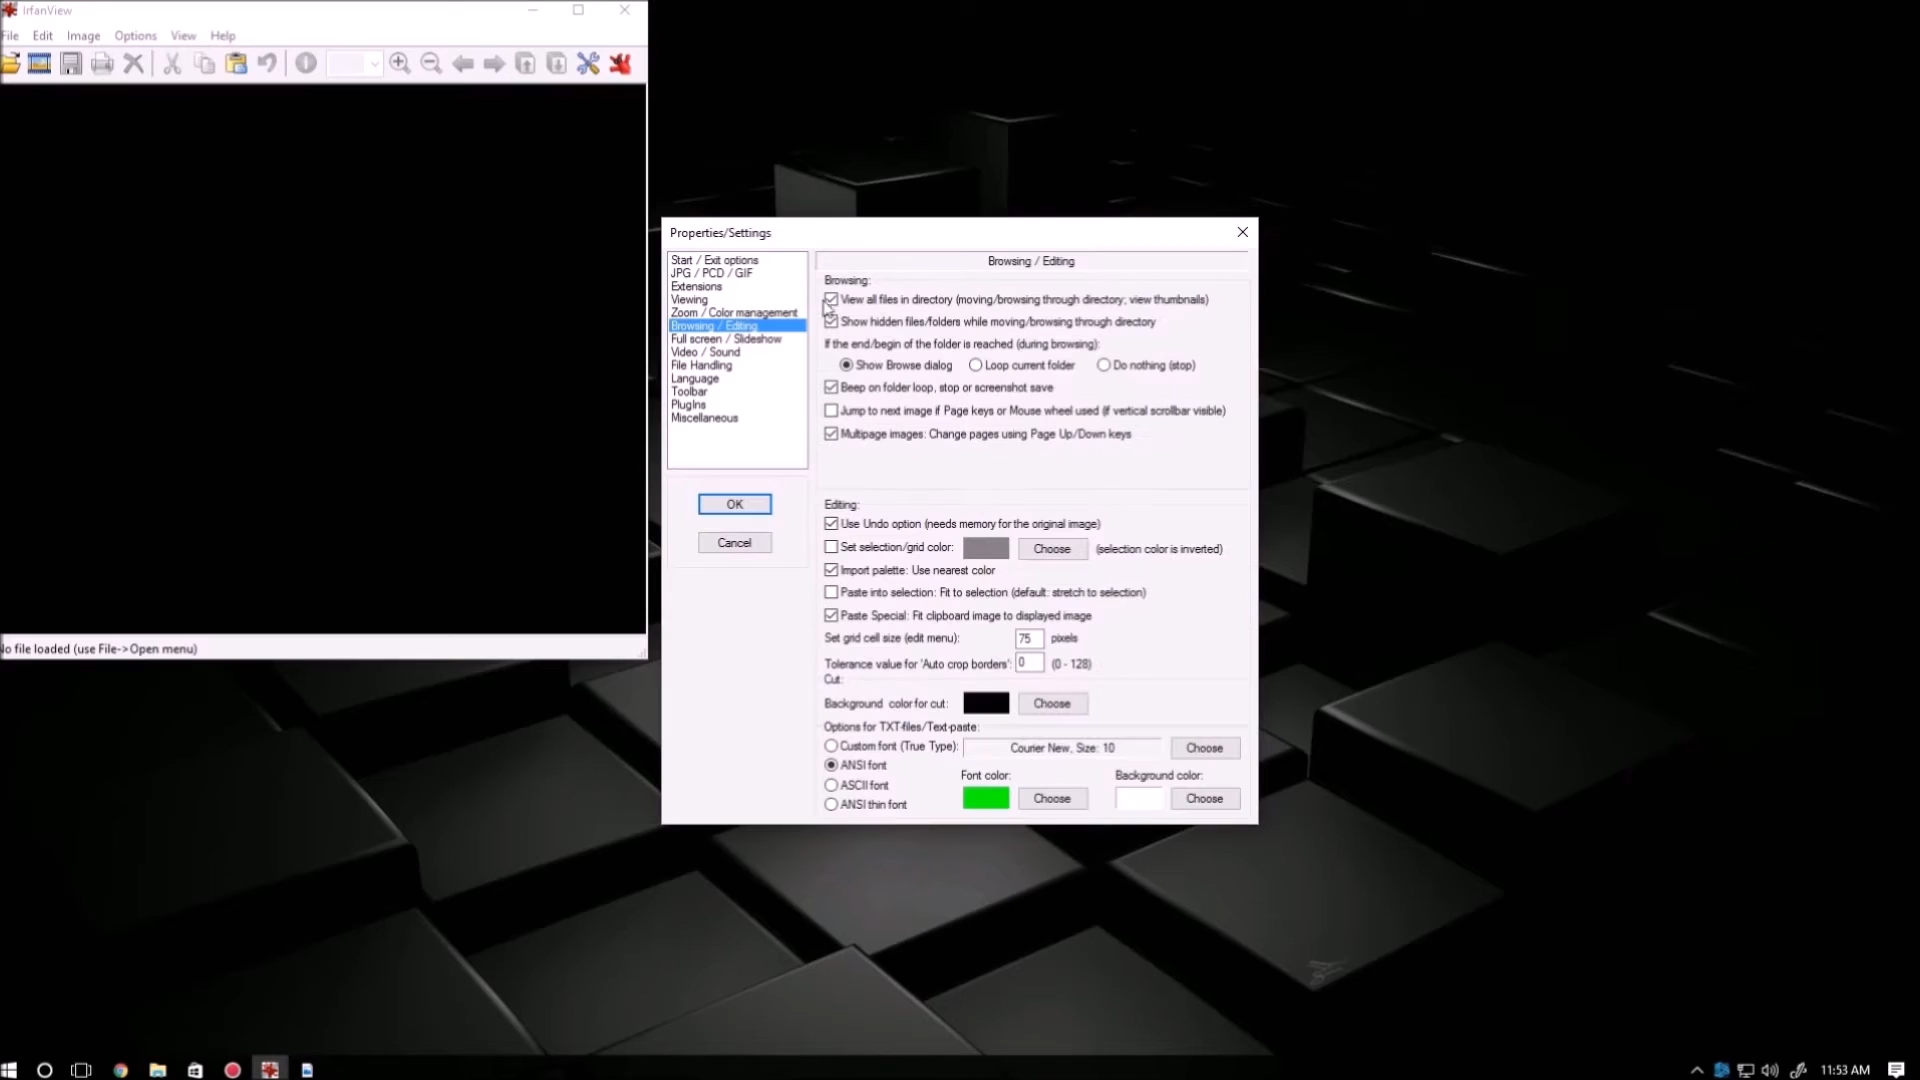 IrfanView
File Edit Image Options View Help
No file loaded (use File->Open menu)
Properties/Settings
Start / Exit options
JPG / PCD / GIF
Extensions
Viewing
Zoom / Color management
Browsing / Editing
Full screen / Slideshow
Video / Sound
File Handling
Language
Toolbar
PlugIns
Miscellaneous
OK
Cancel
Browsing / Editing
Browsing:
View all files in directory (moving/browsing through directory; view thumbnails)
Show hidden files/folders while moving/browsing through directory
If the end/begin of the folder is reached (during browsing):
Show Browse dialog Loop current folder Do nothing (stop)
Beep on folder loop, stop or screenshot save
Jump to next image if Page keys or Mouse wheel used (if vertical scrollbar visible)
Multipage images: Change pages using Page Up/Down keys
Editing:
Use Undo option (needs memory for the original image)
Set selection/grid color: Choose (selection color is inverted)
Import palette: Use nearest color
Paste into selection: Fit to selection (default: stretch to selection)
Paste Special: Fit clipboard image to displayed image
Set grid cell size (edit menu): 75 pixels
Tolerance value for 'Auto crop borders': 0 (0 - 128)
Cut:
Background color for cut: Choose
Options for TXT-files/Text-paste:
Custom font (True Type): Courier New, Size: 10 Choose
ANSI font
ASCII font
ANSI thin font
Font color: Background color:
Choose Choose
11:53 AM